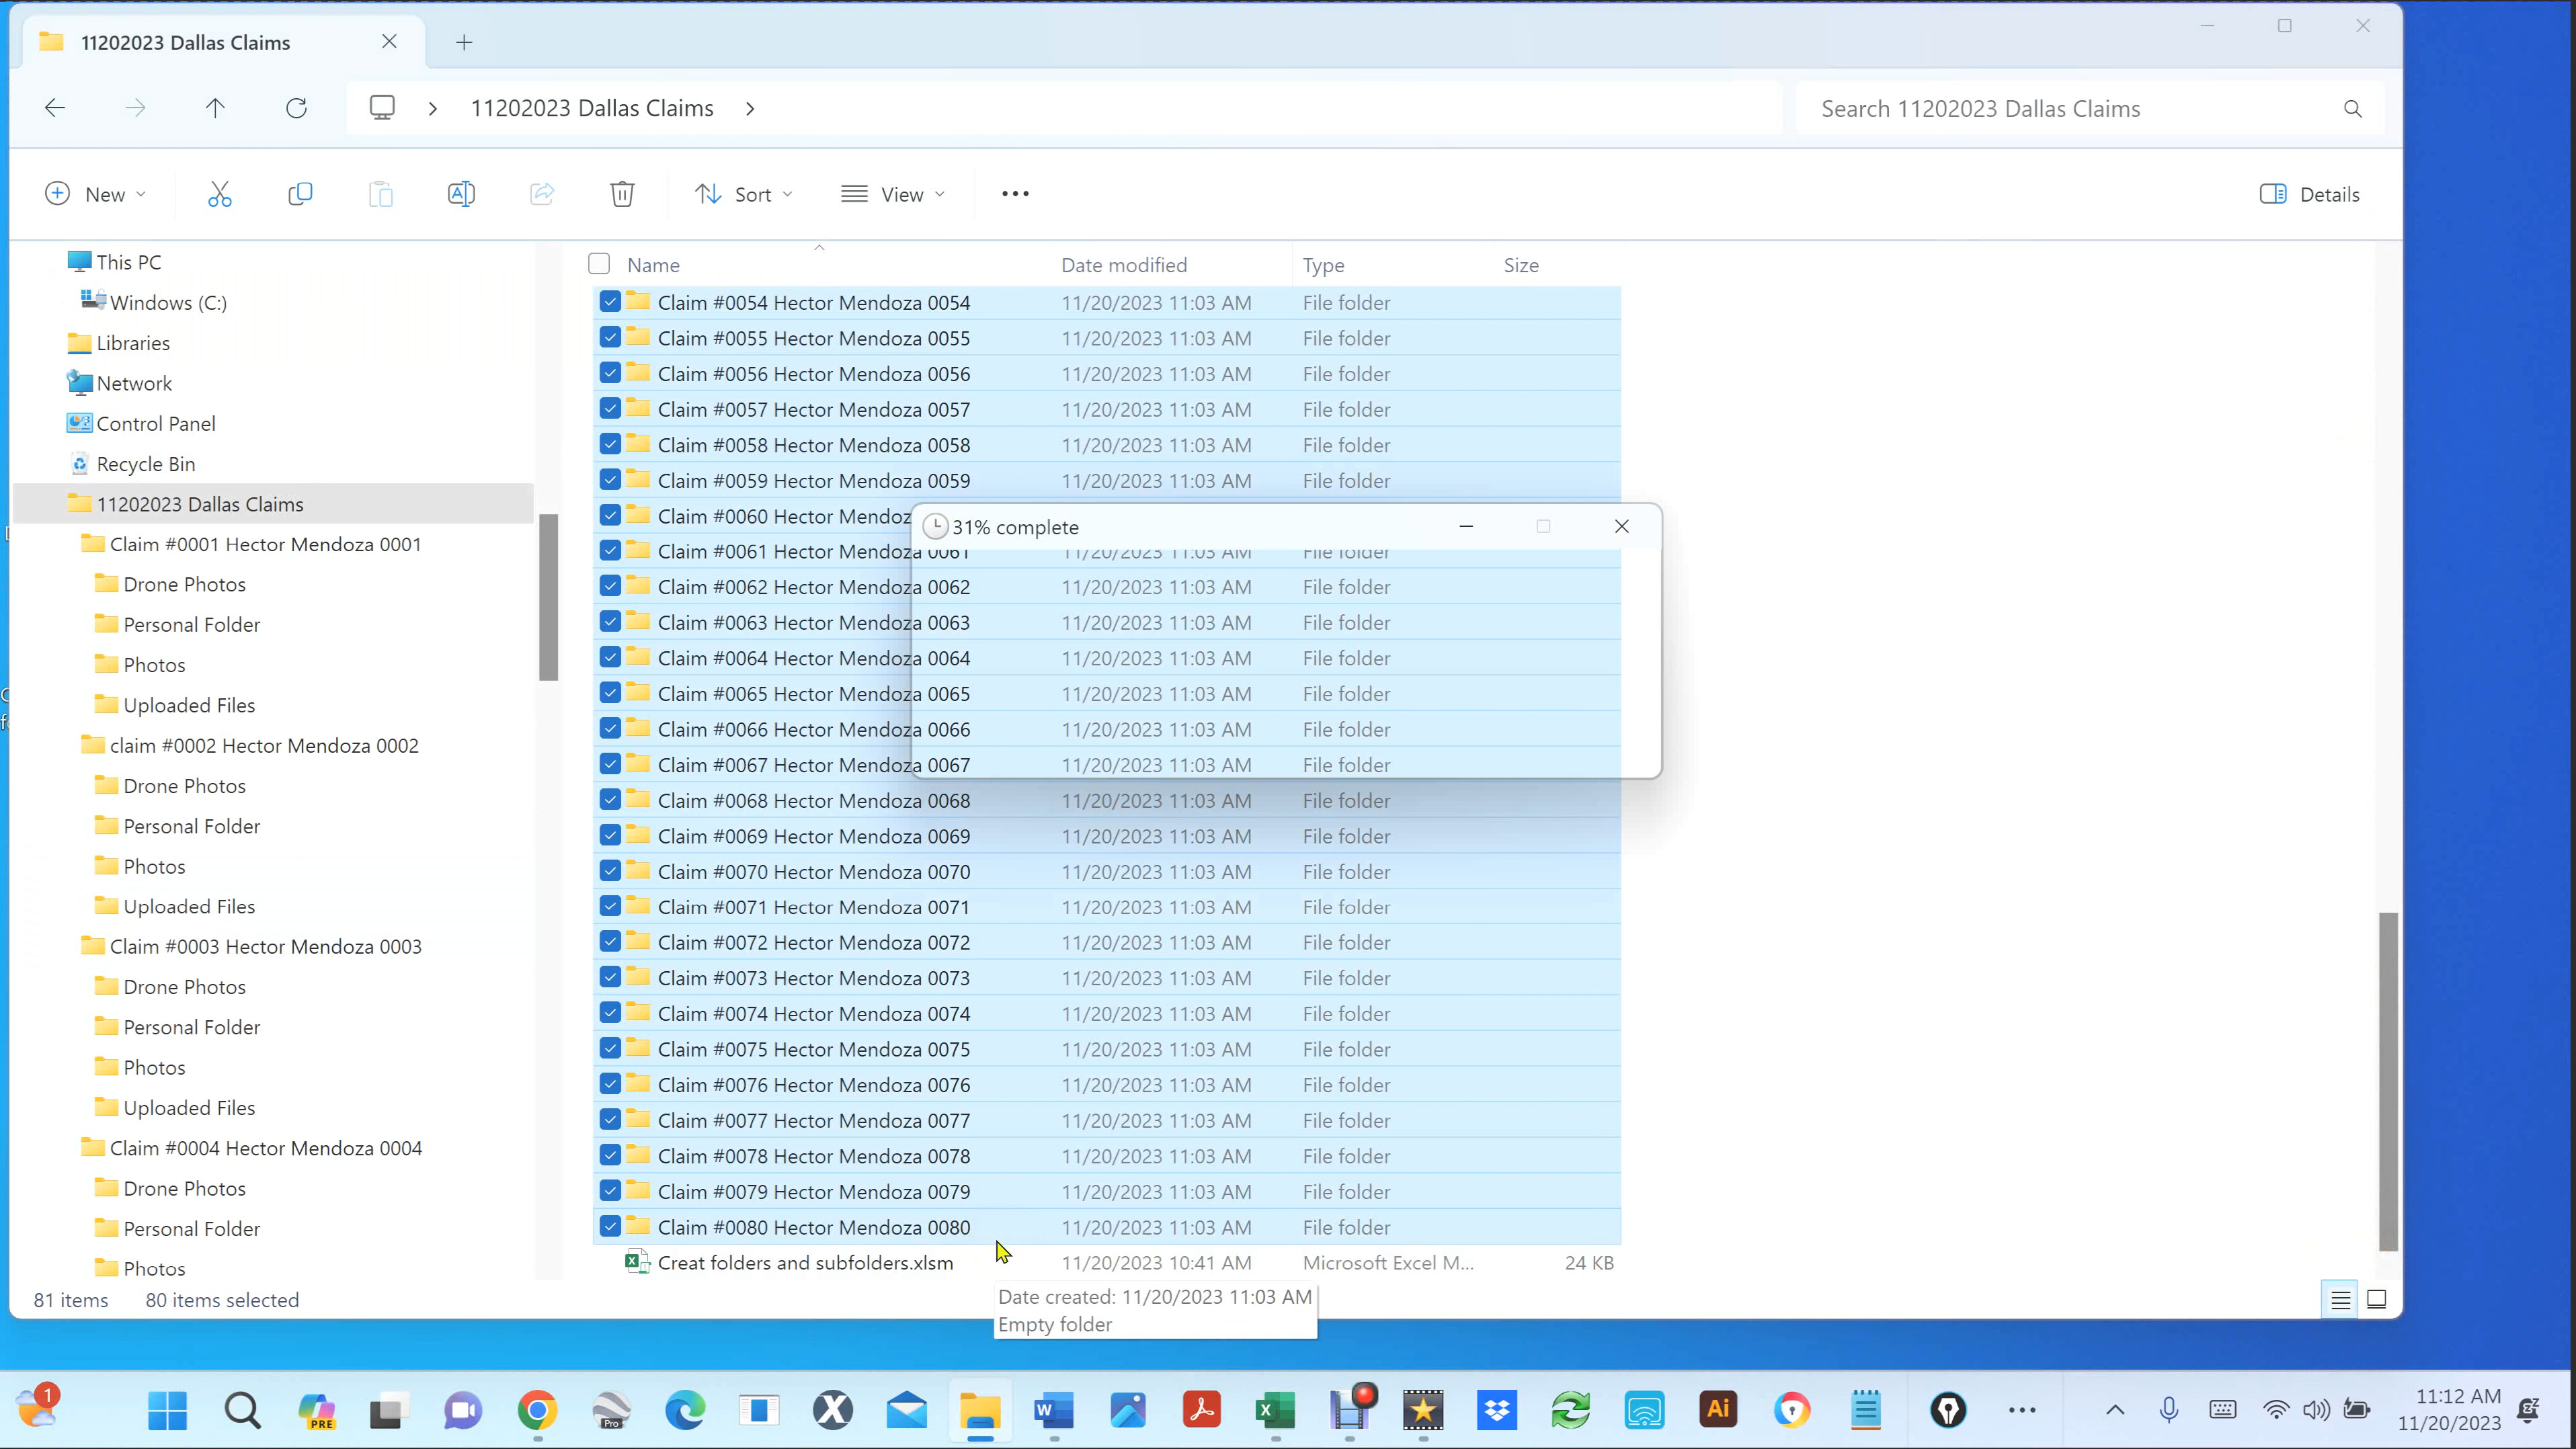 11202023 Dallas Claims
11202023 Dallas Claims
Search 11202023 Dallas Claims
New
Sort
View
Details
This PC
Windows (C:)
Libraries
Network
Control Panel
Recycle Bin
11202023 Dallas Claims
Claim #0001 Hector Mendoza 0001
Drone Photos
Personal Folder
Photos
Uploaded Files
claim #0002 Hector Mendoza 0002
Drone Photos
Personal Folder
Photos
Uploaded Files
Claim #0003 Hector Mendoza 0003
Drone Photos
Personal Folder
Photos
Uploaded Files
Claim #0004 Hector Mendoza 0004
Drone Photos
Personal Folder
Photos
Name Date modified Type Size
Claim #0054 Hector Mendoza 0054 11/20/2023 11:03 AM File folder
Claim #0055 Hector Mendoza 0055 11/20/2023 11:03 AM File folder
Claim #0056 Hector Mendoza 0056 11/20/2023 11:03 AM File folder
Claim #0057 Hector Mendoza 0057 11/20/2023 11:03 AM File folder
Claim #0058 Hector Mendoza 0058 11/20/2023 11:03 AM File folder
Claim #0059 Hector Mendoza 0059 11/20/2023 11:03 AM File folder
Claim #0060 Hector Mendoz
31% complete
Claim #0061 Hector Mendoza 0061 11/20/2023 11:03 AM File folder
Claim #0062 Hector Mendoza 0062 11/20/2023 11:03 AM File folder
Claim #0063 Hector Mendoza 0063 11/20/2023 11:03 AM File folder
Claim #0064 Hector Mendoza 0064 11/20/2023 11:03 AM File folder
Claim #0065 Hector Mendoza 0065 11/20/2023 11:03 AM File folder
Claim #0066 Hector Mendoza 0066 11/20/2023 11:03 AM File folder
Claim #0067 Hector Mendoza 0067 11/20/2023 11:03 AM File folder
Claim #0068 Hector Mendoza 0068 11/20/2023 11:03 AM File folder
Claim #0069 Hector Mendoza 0069 11/20/2023 11:03 AM File folder
Claim #0070 Hector Mendoza 0070 11/20/2023 11:03 AM File folder
Claim #0071 Hector Mendoza 0071 11/20/2023 11:03 AM File folder
Claim #0072 Hector Mendoza 0072 11/20/2023 11:03 AM File folder
Claim #0073 Hector Mendoza 0073 11/20/2023 11:03 AM File folder
Claim #0074 Hector Mendoza 0074 11/20/2023 11:03 AM File folder
Claim #0075 Hector Mendoza 0075 11/20/2023 11:03 AM File folder
Claim #0076 Hector Mendoza 0076 11/20/2023 11:03 AM File folder
Claim #0077 Hector Mendoza 0077 11/20/2023 11:03 AM File folder
Claim #0078 Hector Mendoza 0078 11/20/2023 11:03 AM File folder
Claim #0079 Hector Mendoza 0079 11/20/2023 11:03 AM File folder
Claim #0080 Hector Mendoza 0080 11/20/2023 11:03 AM File folder
Creat folders and subfolders.xlsm 11/20/2023 10:41 AM Microsoft Excel M... 24 KB
Date created: 11/20/2023 11:03 AM
Empty folder
81 items 80 items selected
1
PRE
Pro
W
X
Ai
11:12 AM
11/20/2023